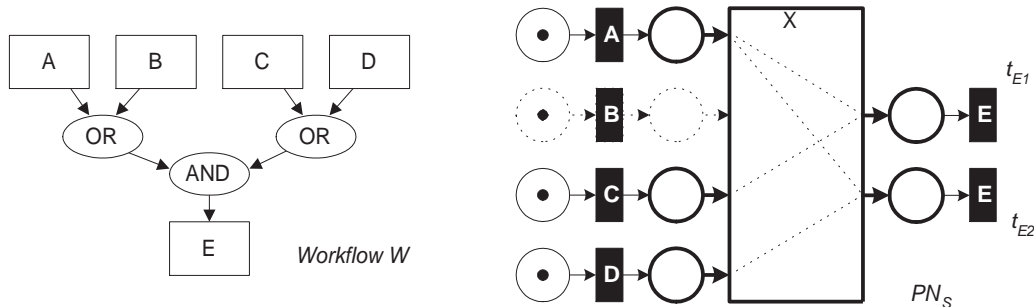 A B C D
OR OR
AND
E
Workflow W
X
A
B
C
D
t_E1
E
E
t_E2
PN_S